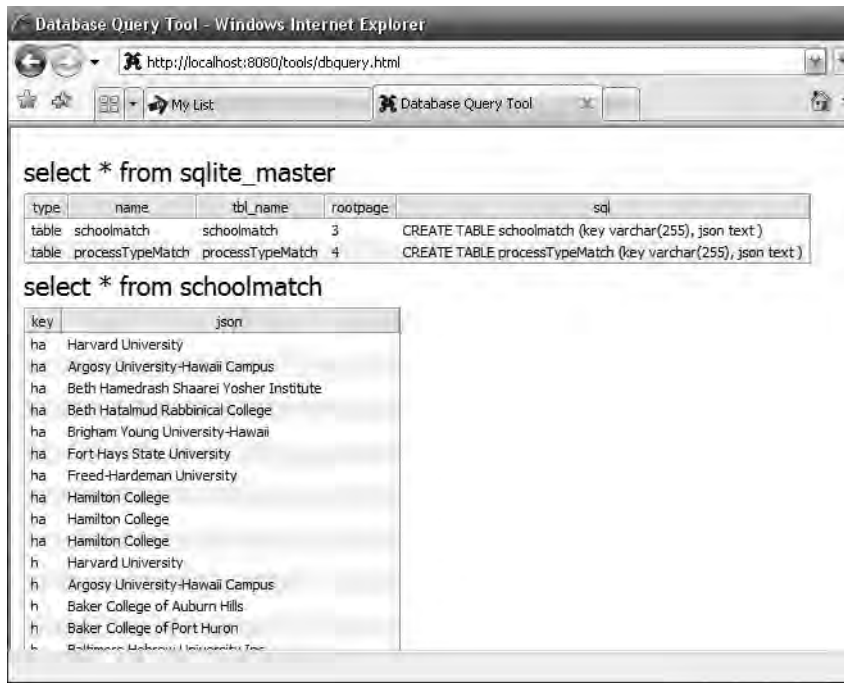 Database Query Tool - Windows Internet Explorer
http://localhost:8080/tools/dbquery.html
My List Database Query Tool
select * from sqlite_master
type name tbl_name rootpage sql
table schoolmatch schoolmatch 3 CREATE TABLE schoolmatch (key varchar(255), json text )
table processTypeMatch processTypeMatch 4 CREATE TABLE processTypeMatch (key varchar(255), json text )
select * from schoolmatch
key json
ha Harvard University
ha Argosy University-Hawaii Campus
ha Beth Hamedrash Shaarei Yosher Institute
ha Beth Hatalmud Rabbinical College
ha Brigham Young University-Hawaii
ha Fort Hays State University
ha Freed-Hardeman University
ha Hamilton College
ha Hamilton College
ha Hamilton College
h Harvard University
h Argosy University-Hawaii Campus
h Baker College of Auburn Hills
h Baker College of Port Huron
h Baltimore Hebrew University Inc